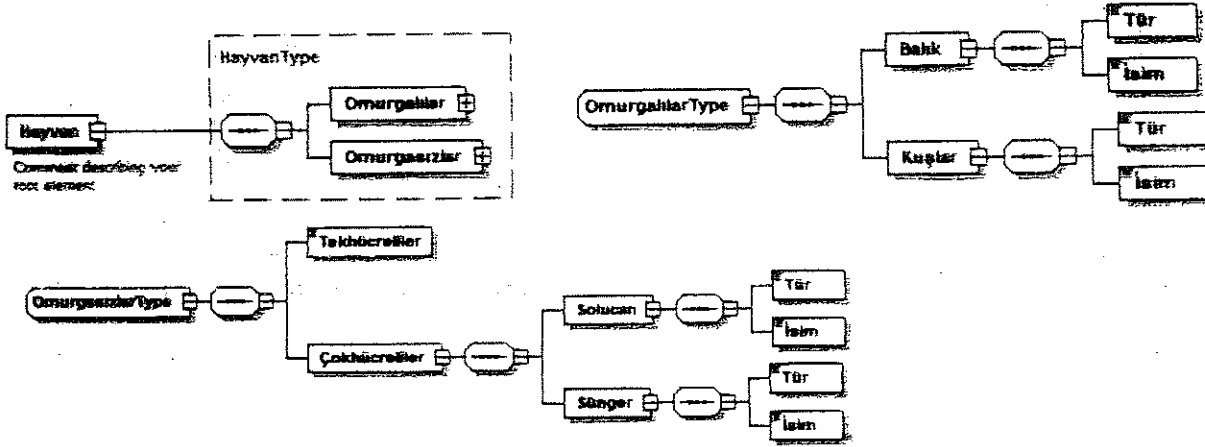 HayvanType
Hayvan
Comment describing your
root element
Omurgalılar
Omurgasızlar
OmurgalılarType
Balık
Tür
İsim
Kuşlar
Tür
İsim
OmurgasızlarType
Tekhücreliler
Çokhücreliler
Solucan
Tür
İsim
Sünger
Tür
İsim